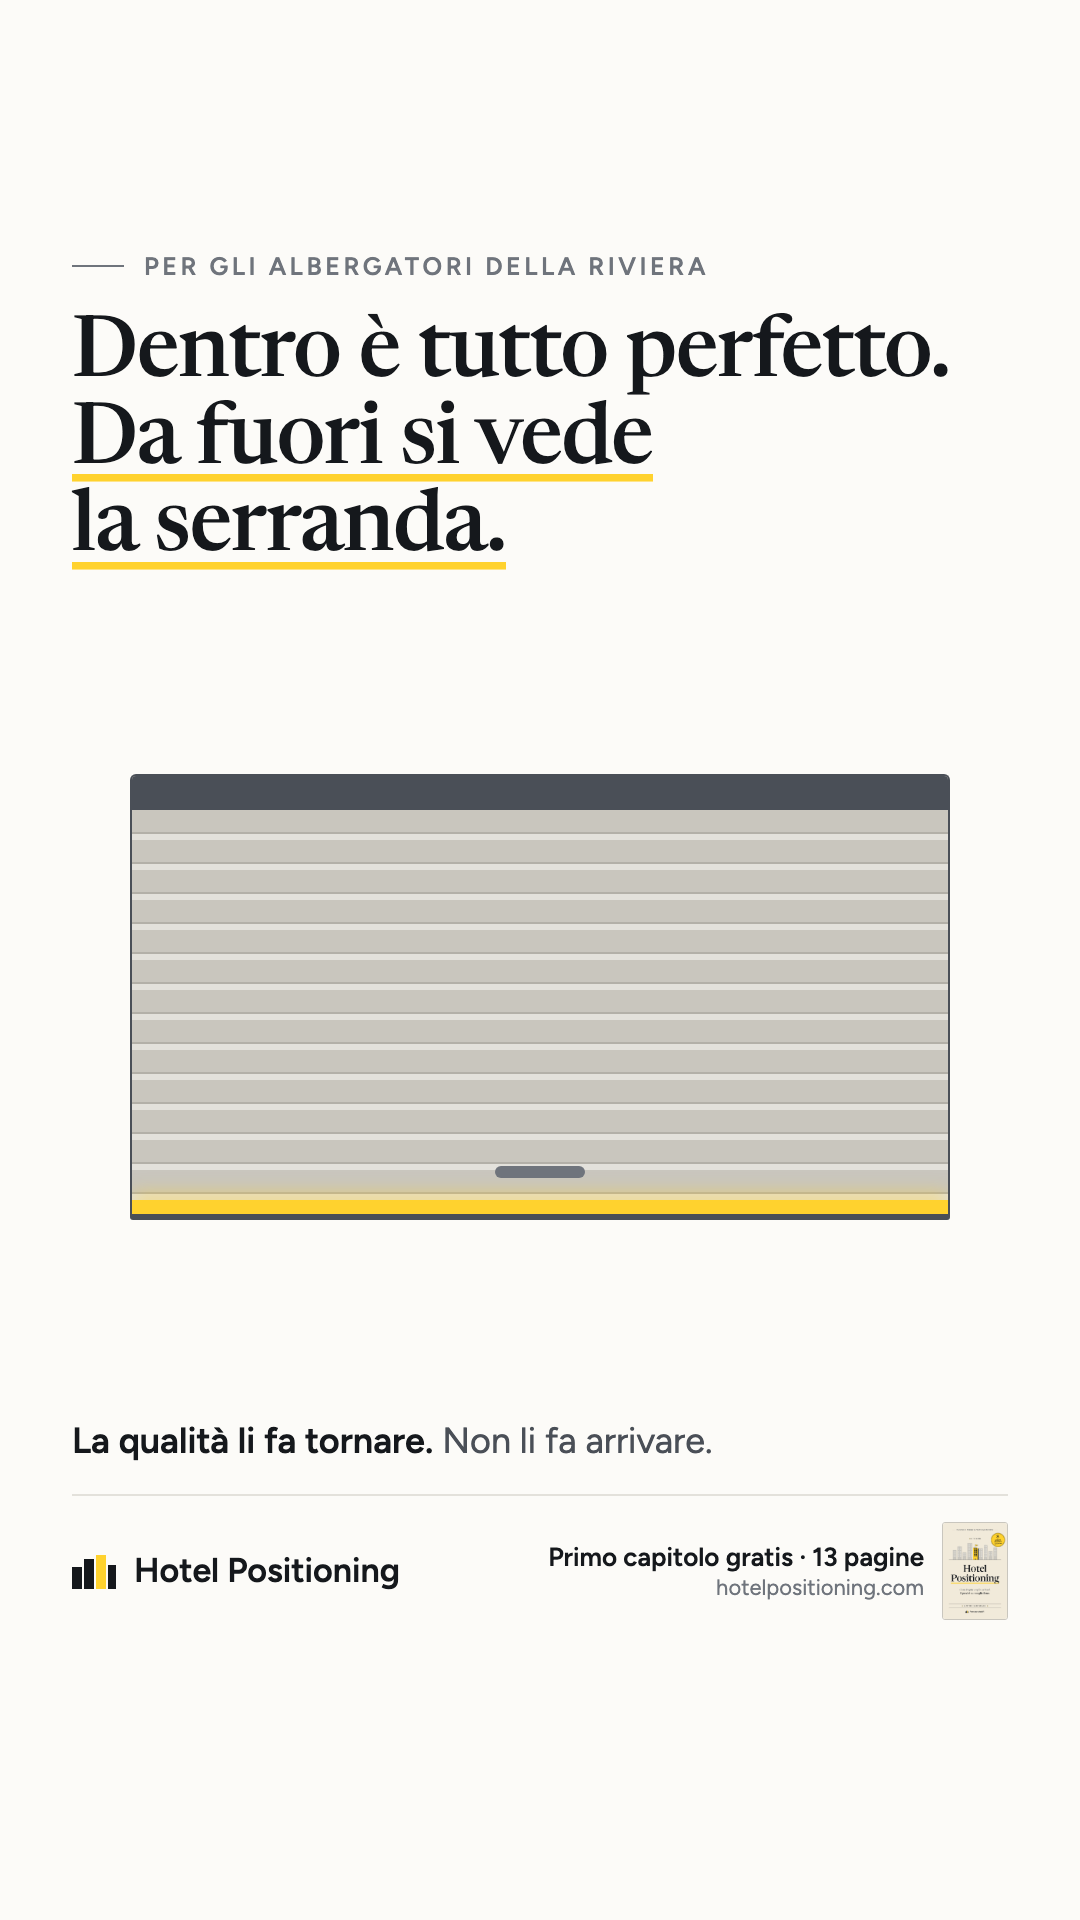 PER GLI ALBERGATORI DELLA RIVIERA
Dentro è tutto perfetto.
Da fuori si vede
la serranda.
La qualità li fa tornare. Non li fa arrivare.
Hotel Positioning
Primo capitolo gratis · 13 pagine
hotelpositioning.com
Hotel
Positioning